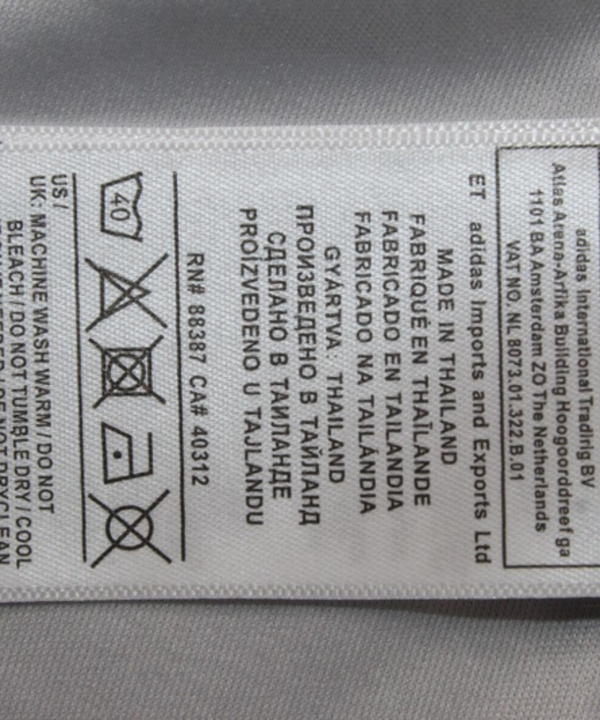 adidas International Trading BV
Atlas Arena-Arfika Building Hoogoorddreef ga
1101 BA Amsterdam ZO The Netherlands
VAT NO. NL 8073.01.322.B.01
ET adidas Imports and Exports Ltd
MADE IN THAILAND
FABRIQUÉ EN THAÏLANDE
FABRICADO EN TAILANDIA
FABRICADO NA TAILÂNDIA
GYÁRTVA : THAILAND
ПРОИЗВЕДЕНО В ТАЙЛАНД
СДЕЛАНО В ТАИЛАНДЕ
PROIZVEDENO U TAJLANDU
RN# 88387 CA# 40312
40
US /
UK: MACHINE WASH WARM / DO NOT
BLEACH / DO NOT TUMBLE DRY / COOL